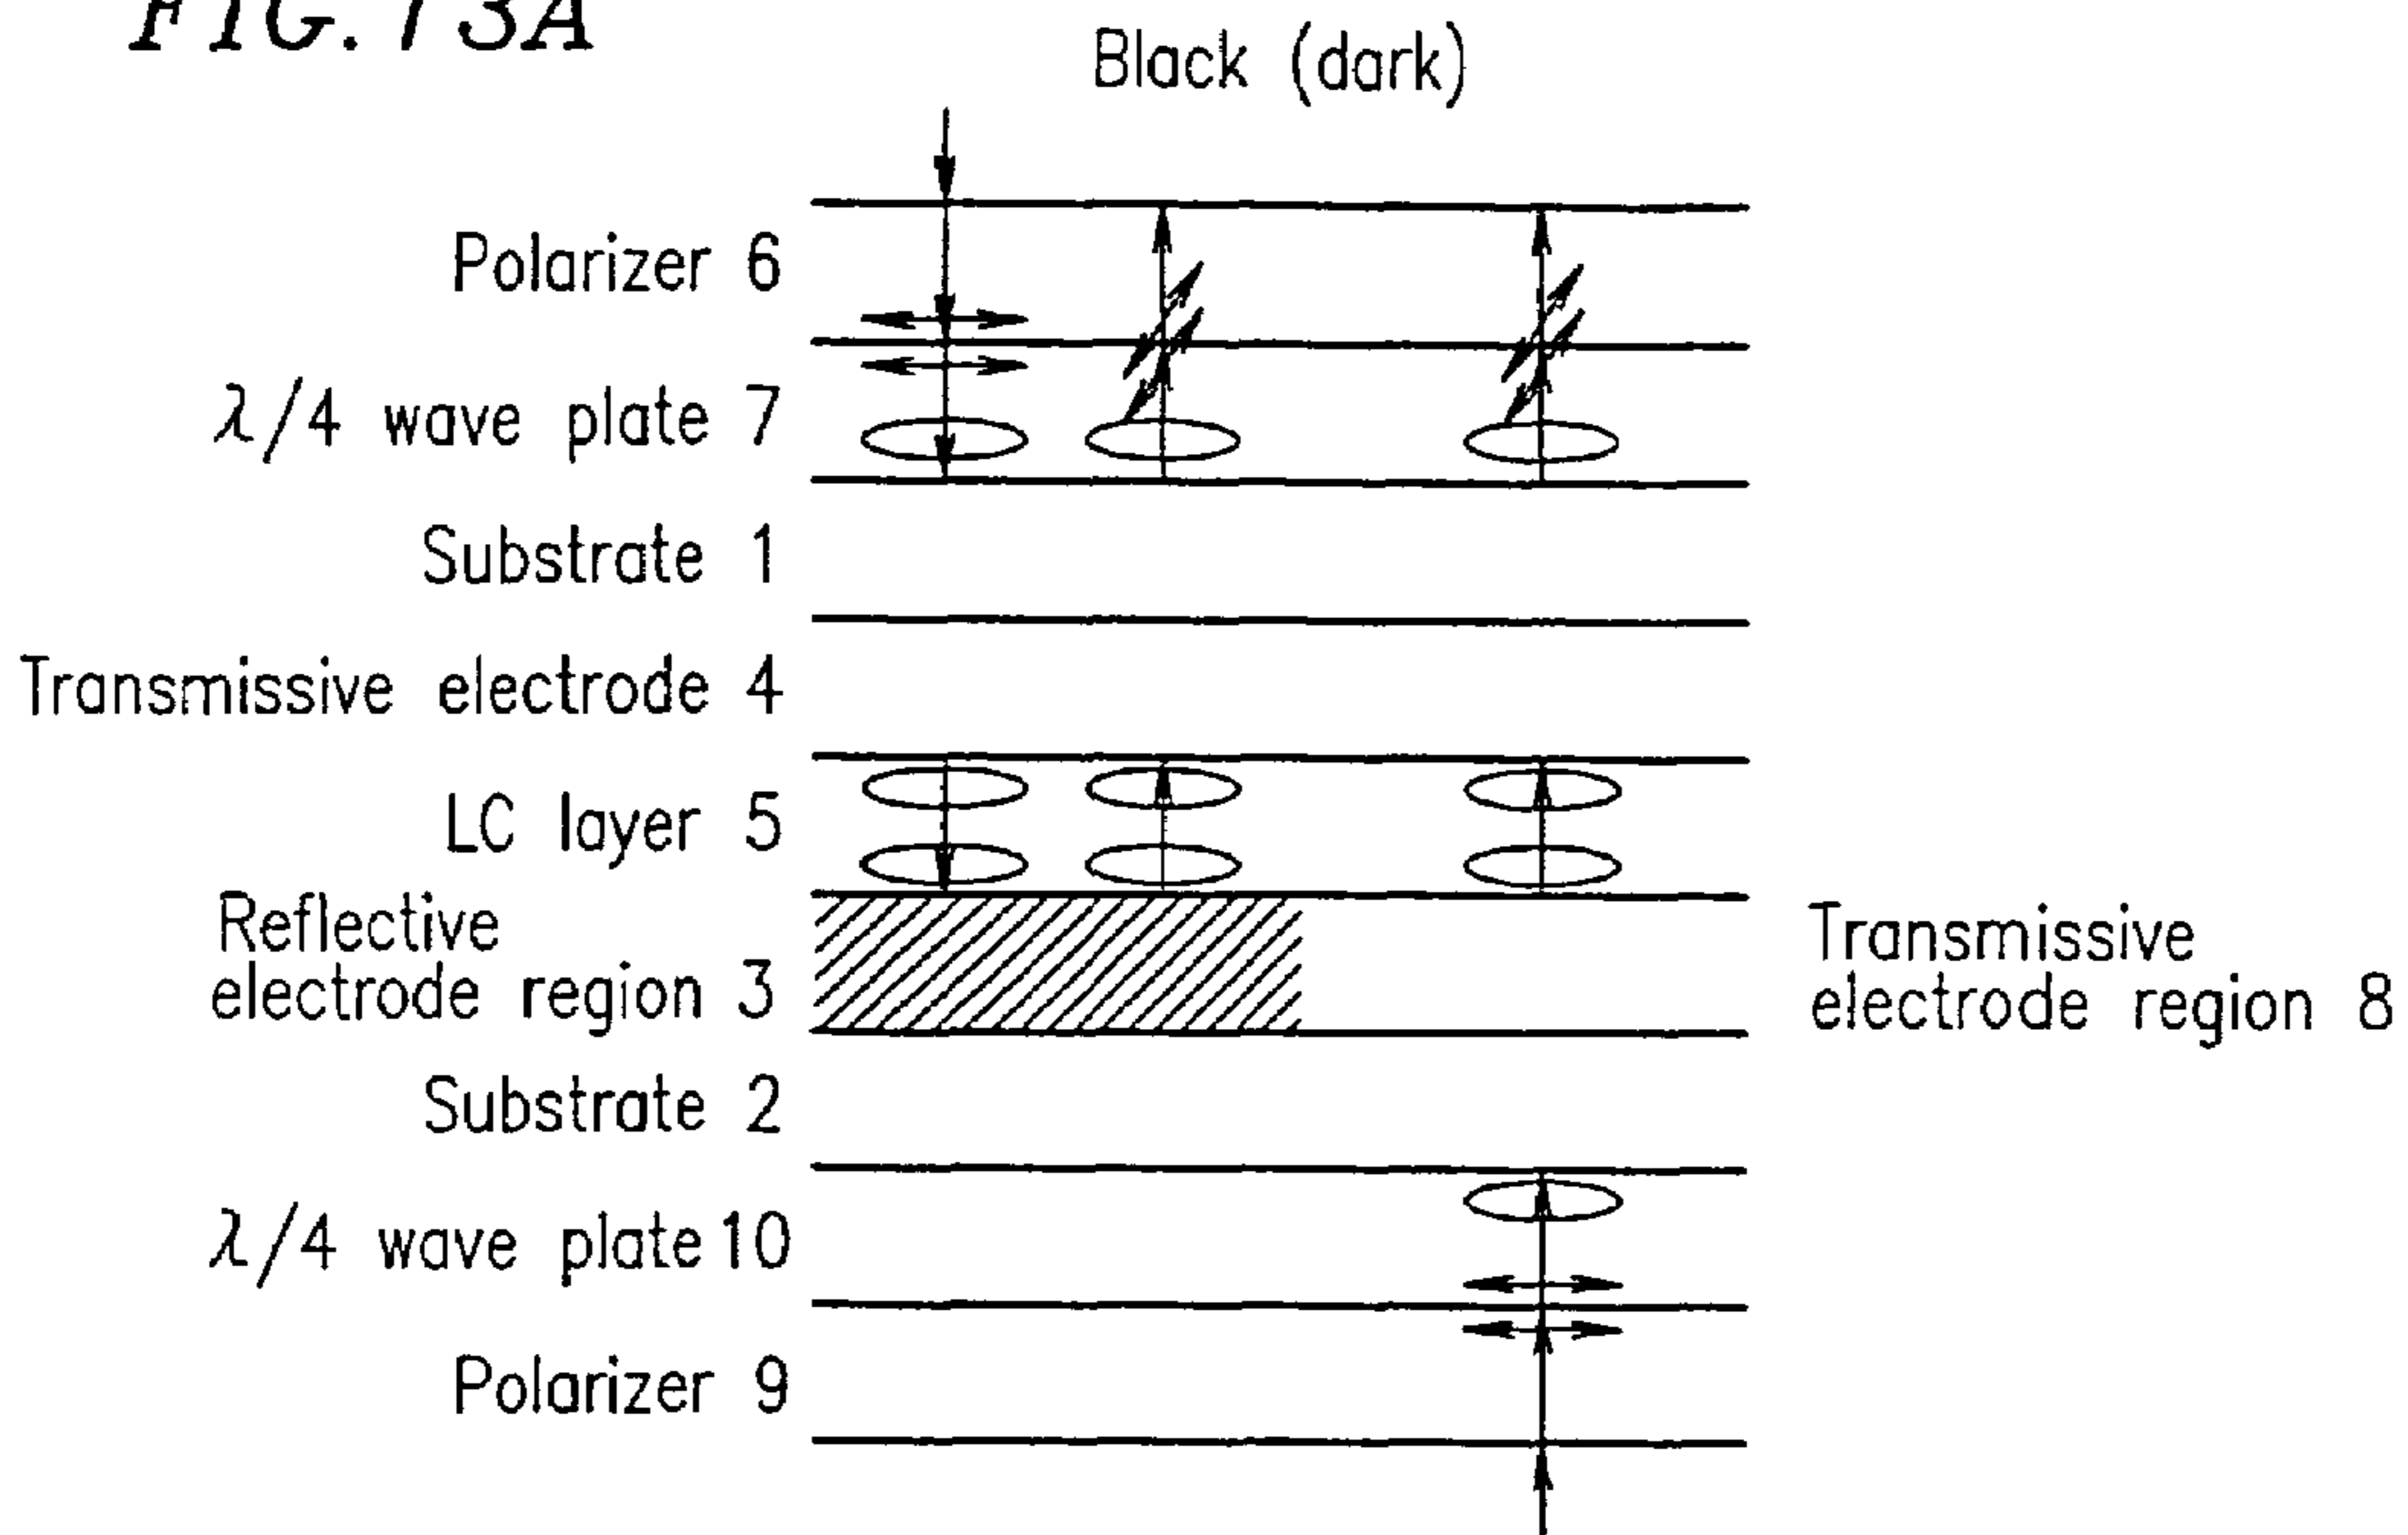 FIG. 13A
Black (dark)
Polarizer 6
λ/4 wave plate 7
Substrate 1
Transmissive electrode 4
LC layer 5
Reflective
electrode region 3
Transmissive
electrode region 8
Substrate 2
λ/4 wave plate 10
Polarizer 9